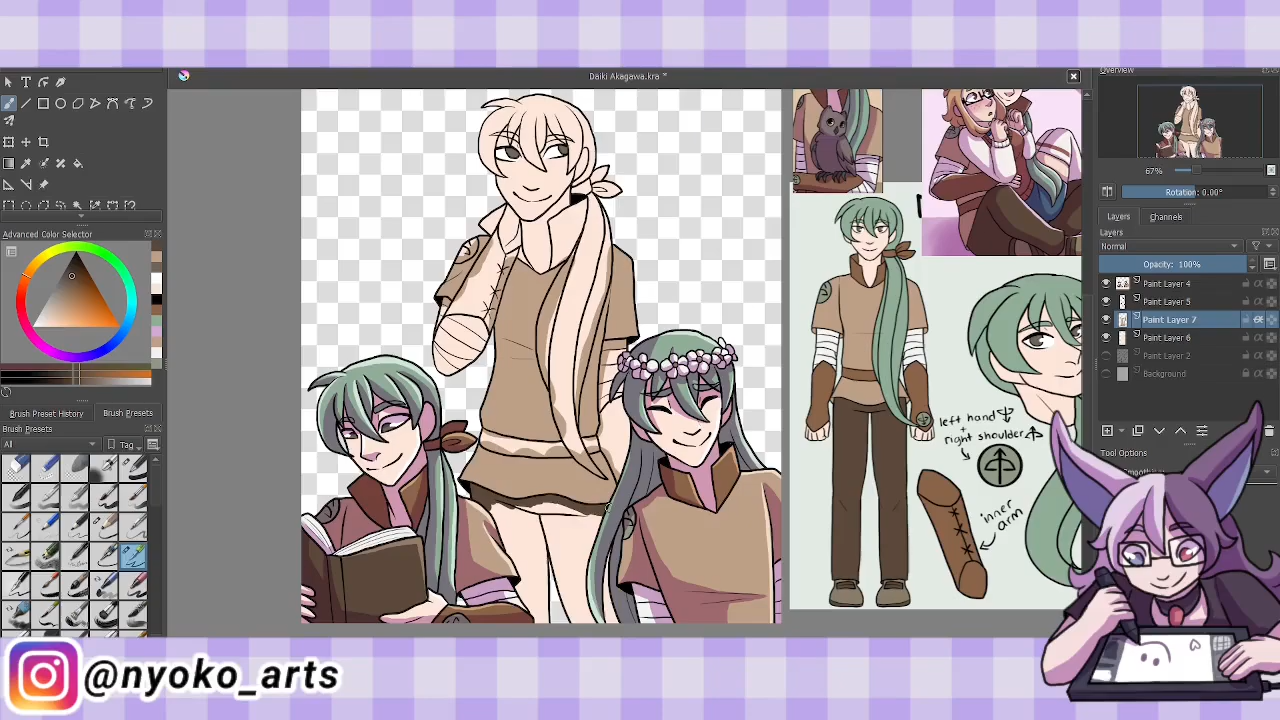 Daiki Akagawa.kra *
Overview
67%
Rotation: 0.00°
Layers
Channels
Layers
Normal
Opacity: 100%
Paint Layer 4
Paint Layer 5
Paint Layer 7
Paint Layer 6
Paint Layer 2
Background
Tool Options
Advanced Color Selector
Brush Preset History
Brush Presets
Brush Presets
All
Tag
left hand
+
right shoulder
inner
arm
@nyoko_arts